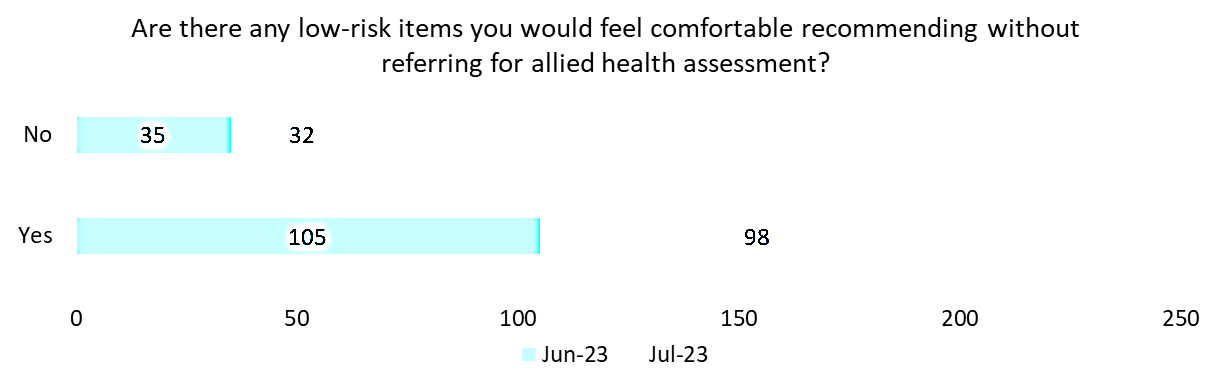 Are there any low-risk items you would feel comfortable recommending without
referring for allied health assessment?
No 35 32
Yes 105 98
0 50 100 150 200 250
Jun-23 Jul-23